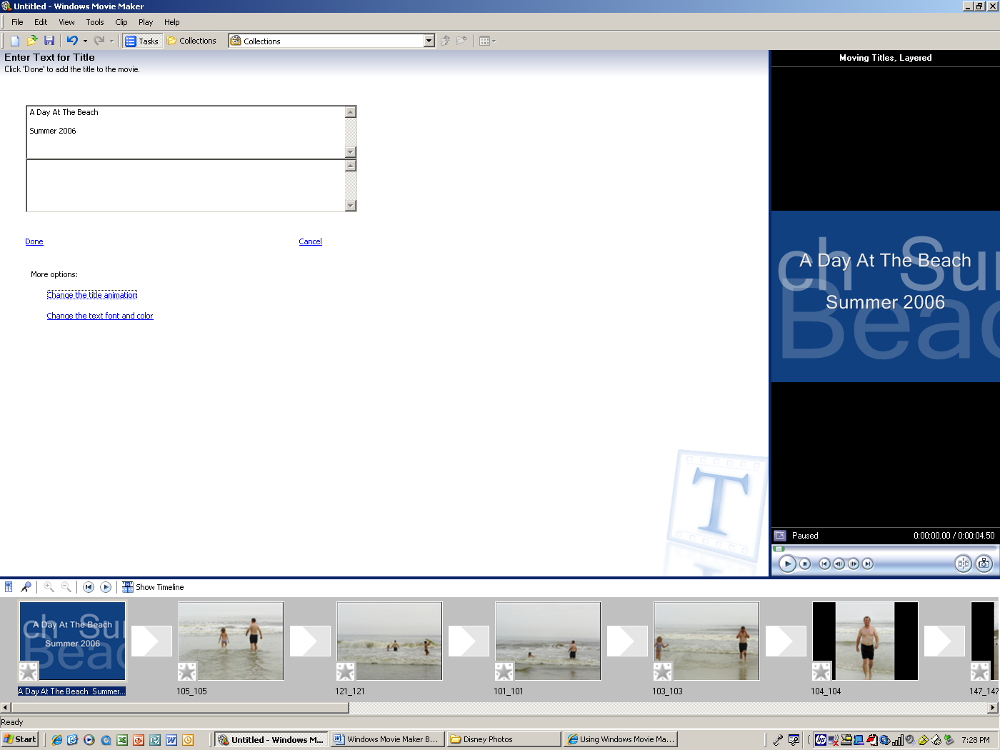 Untitled - Windows Movie Maker
File Edit View Tools Clip Play Help
Tasks Collections Collections
Enter Text for Title
Click 'Done' to add the title to the movie.
A Day At The Beach
Summer 2006
Done Cancel
More options:
Change the title animation
Change the text font and color
T
Moving Titles, Layered
ch Sur
A Day At The Beach
Summer 2006
Beac
Paused 0:00:00.00 / 0:00:04.50
Show Timeline
ch Sur
A Day At The Beach
Summer 2006
Beac
A Day At The Beach Summer... 105_105 121_121 101_101 103_103 104_104 147_147
Ready
Start Untitled - Windows M... Windows Movie Maker B... Disney Photos Using Windows Movie Ma... 7:28 PM